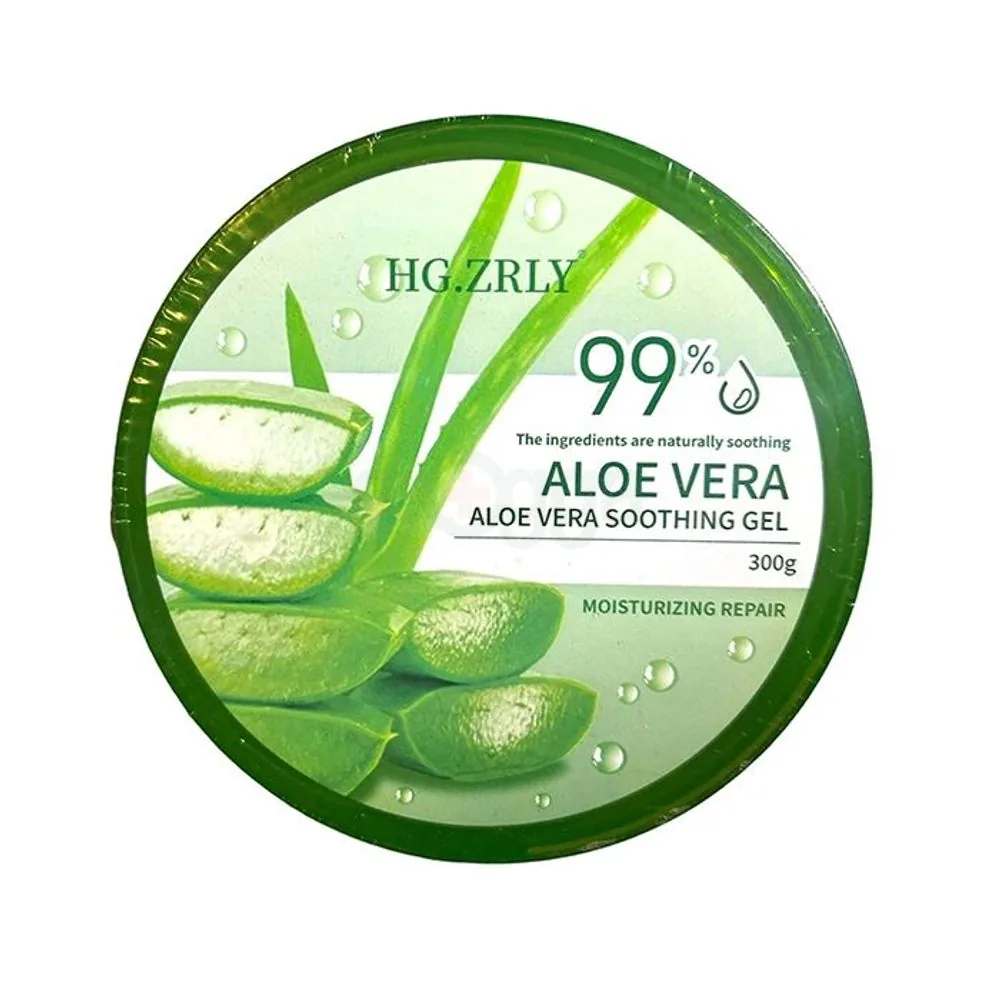 HG.ZRLY®
99%
The ingredients are naturally soothing
ALOE VERA
ALOE VERA SOOTHING GEL
300g
MOISTURIZING REPAIR